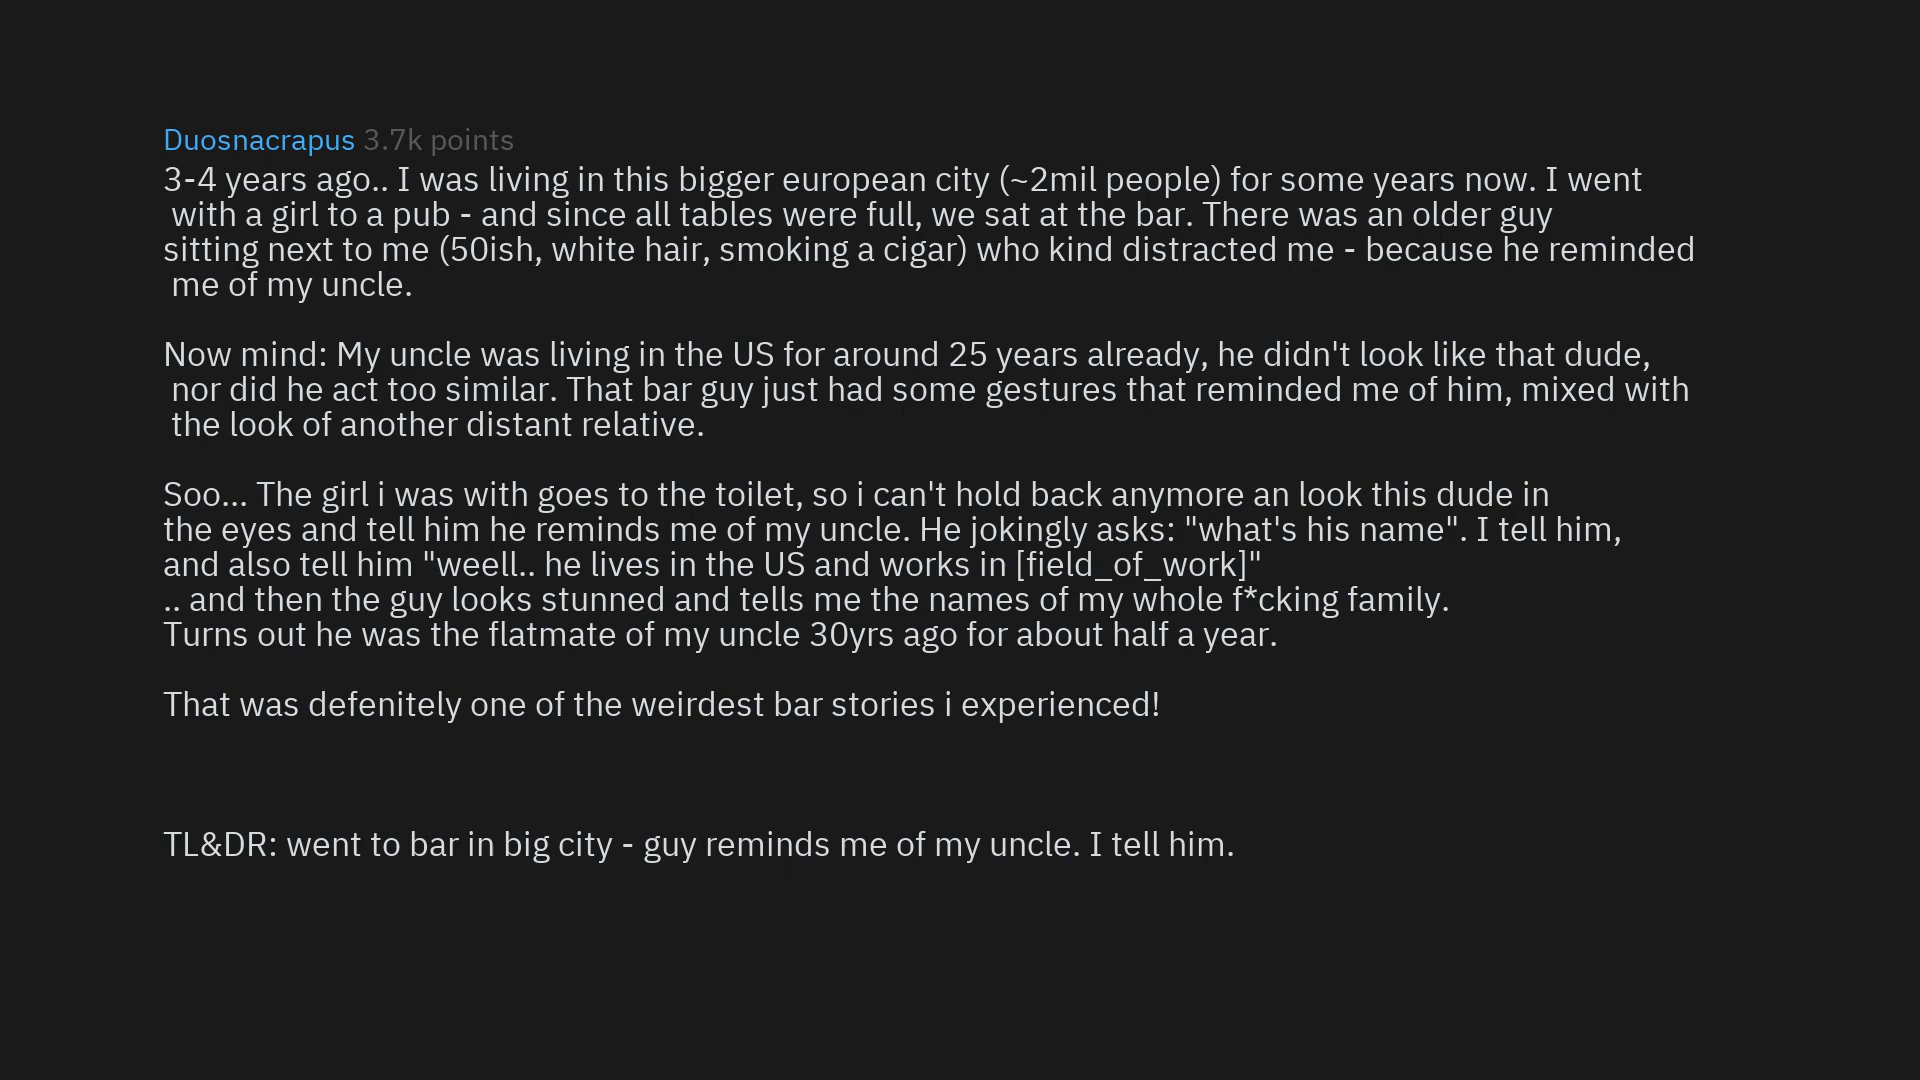 Duosnacrapus 3.7k points
3-4 years ago.. I was living in this bigger european city (~2mil people) for some years now. I went
with a girl to a pub - and since all tables were full, we sat at the bar. There was an older guy
sitting next to me (50ish, white hair, smoking a cigar) who kind distracted me - because he reminded
me of my uncle.
Now mind: My uncle was living in the US for around 25 years already, he didn't look like that dude,
nor did he act too similar. That bar guy just had some gestures that reminded me of him, mixed with
the look of another distant relative.
Soo... The girl i was with goes to the toilet, so i can't hold back anymore an look this dude in
the eyes and tell him he reminds me of my uncle. He jokingly asks: "what's his name". I tell him,
and also tell him "weell.. he lives in the US and works in [field_of_work]"
.. and then the guy looks stunned and tells me the names of my whole f*cking family.
Turns out he was the flatmate of my uncle 30yrs ago for about half a year.
That was defenitely one of the weirdest bar stories i experienced!
TL&DR: went to bar in big city - guy reminds me of my uncle. I tell him.